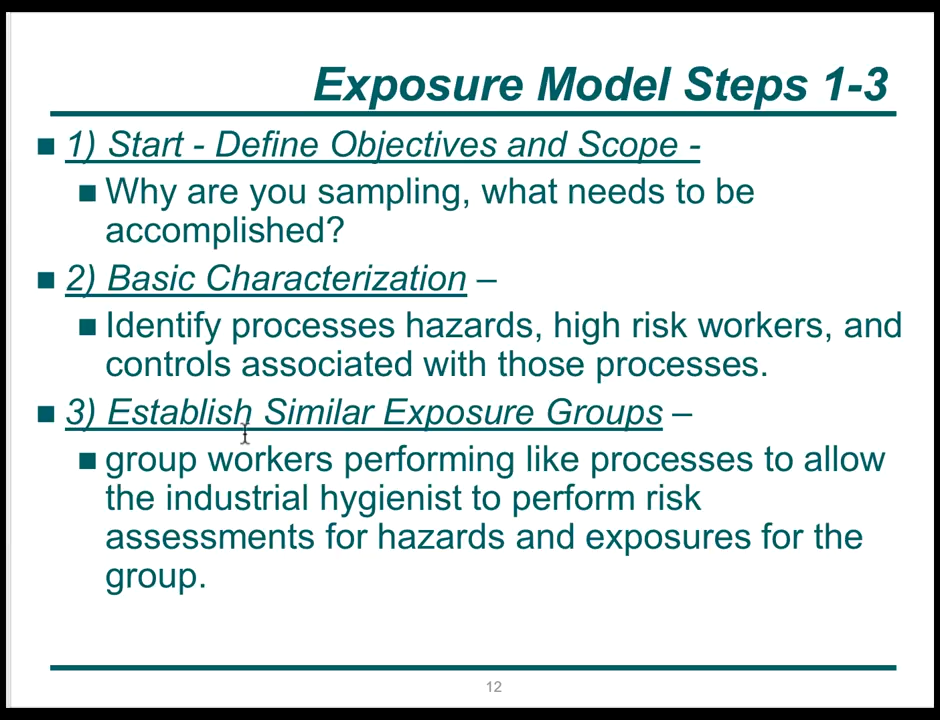 Exposure Model Steps 1-3
■ 1) Start - Define Objectives and Scope -
■ Why are you sampling, what needs to be
accomplished?
■ 2) Basic Characterization –
■ Identify processes hazards, high risk workers, and
controls associated with those processes.
■ 3) Establish Similar Exposure Groups –
■ group workers performing like processes to allow
the industrial hygienist to perform risk
assessments for hazards and exposures for the
group.
12